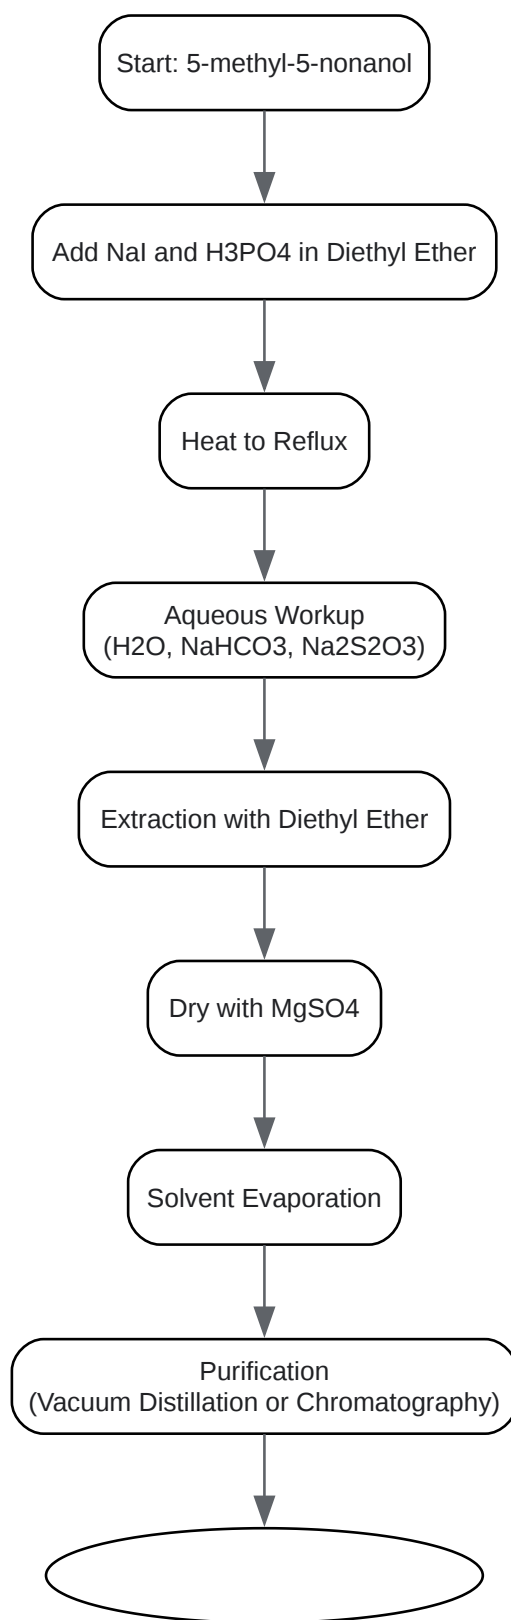 Start: 5-methyl-5-nonanol
Add NaI and H3PO4 in Diethyl Ether
Heat to Reflux
Aqueous Workup
(H2O, NaHCO3, Na2S2O3)
Extraction with Diethyl Ether
Dry with MgSO4
Solvent Evaporation
Purification
(Vacuum Distillation or Chromatography)